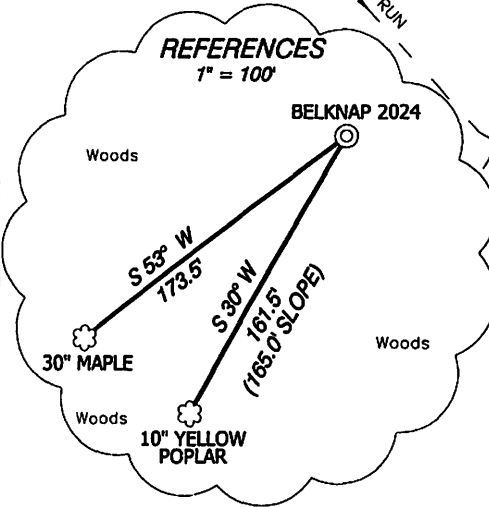 RUN
REFERENCES
1" = 100'
BELKNAP 2024
Woods
S 53° W
173.5'
S 30° W
161.5'
(165.0' SLOPE)
Woods
30" MAPLE
Woods
10" YELLOW
POPLAR